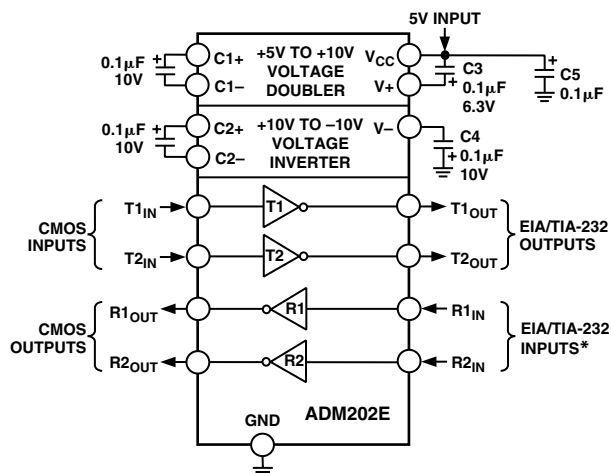 5V INPUT
0.1µF
10V
+
C1+
C1–
+5V TO +10V
VOLTAGE
DOUBLER
VCC
V+
+
C3
0.1µF
6.3V
+
C5
0.1µF
0.1µF
10V
+
C2+
C2–
+10V TO –10V
VOLTAGE
INVERTER
V–
C4
+
0.1µF
10V
CMOS
INPUTS
T1IN
T1
T1OUT
T2IN
T2
T2OUT
EIA/TIA-232
OUTPUTS
CMOS
OUTPUTS
R1OUT
R1
R1IN
R2OUT
R2
R2IN
EIA/TIA-232
INPUTS*
GND
ADM202E